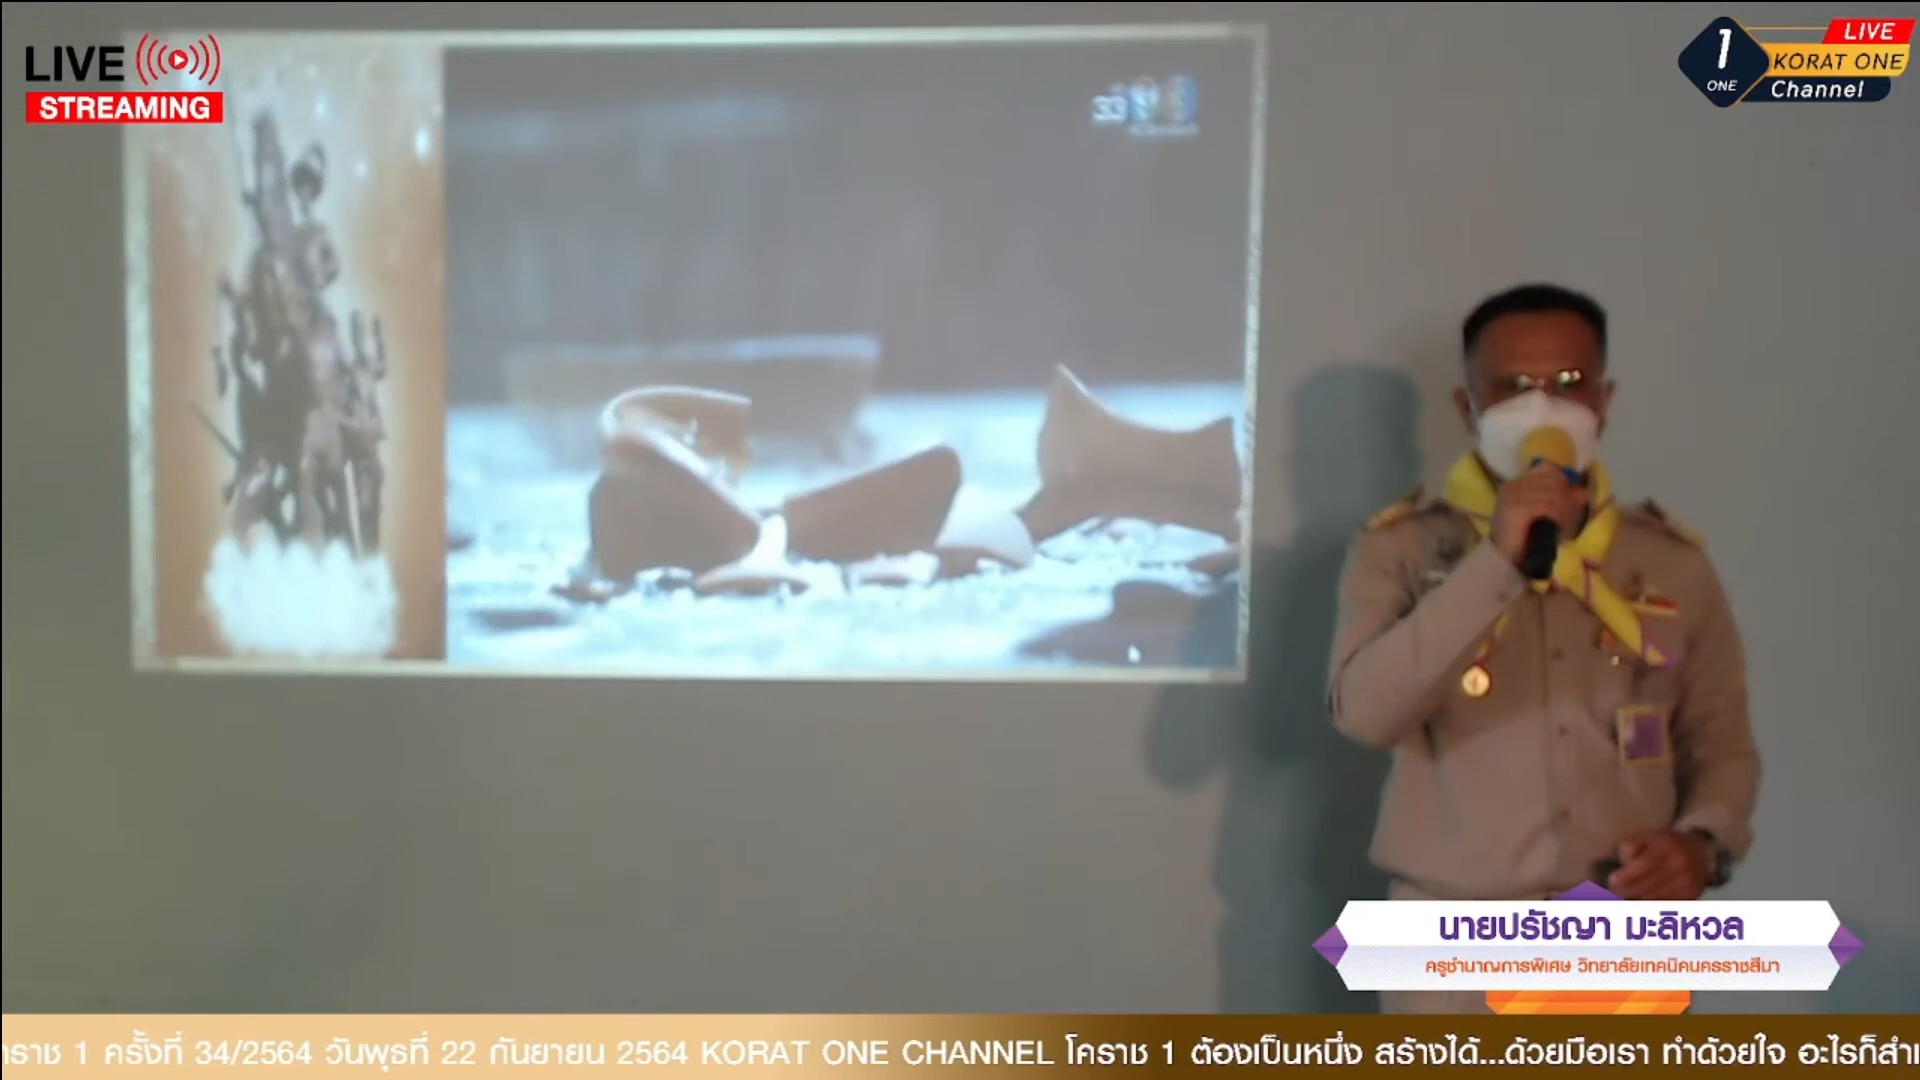 LIVE
STREAMING
1
ONE
LIVE
KORAT ONE
Channel
33
นายปรัชญา มะลิหวล
ครูชำนาญการพิเศษ วิทยาลัยเทคนิคนครราชสีมา
ราช 1 ครั้งที่ 34/2564 วันพุธที่ 22 กันยายน 2564 KORAT ONE CHANNEL โคราช 1 ต้องเป็นหนึ่ง สร้างได้...ด้วยมือเรา ทำด้วยใจ อะไรก็สำเ